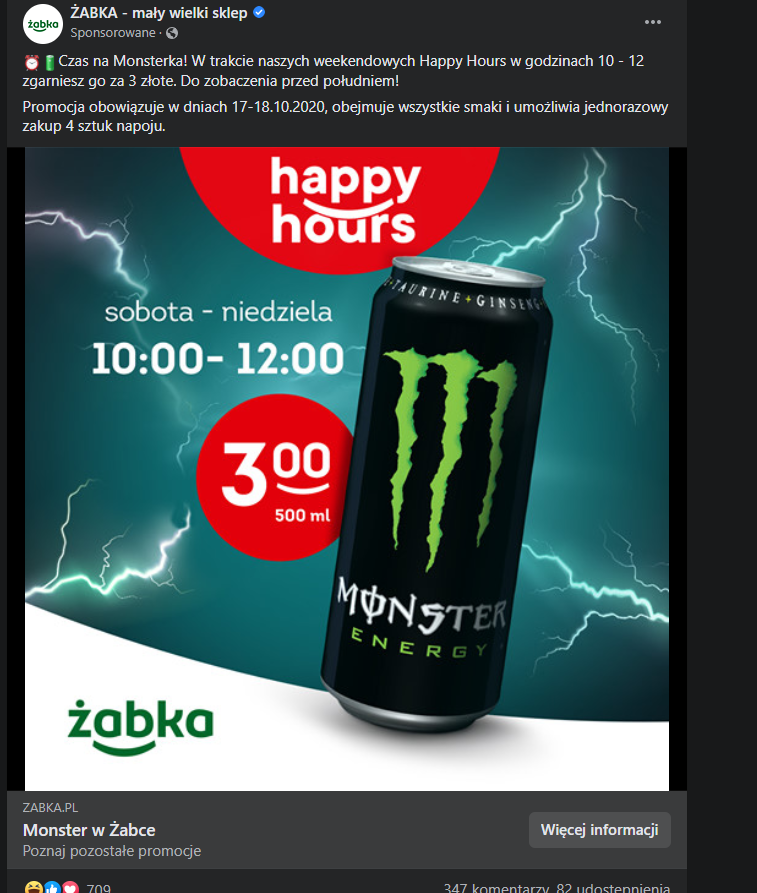 żabka
ŻABKA - mały wielki sklep
Sponsorowane ·
Czas na Monsterka! W trakcie naszych weekendowych Happy Hours w godzinach 10 - 12
zgarniesz go za 3 złote. Do zobaczenia przed południem!
Promocja obowiązuje w dniach 17-18.10.2020, obejmuje wszystkie smaki i umożliwia jednorazowy
zakup 4 sztuk napoju.
happy
hours
+TAURINE+GINSENG
sobota - niedziela
10:00- 12:00
300
500 ml
MONSTER
ENERGY
żabka
ZABKA.PL
Monster w Żabce
Poznaj pozostałe promocje
Więcej informacji
709
347 komentarzy 82 udostępnienia